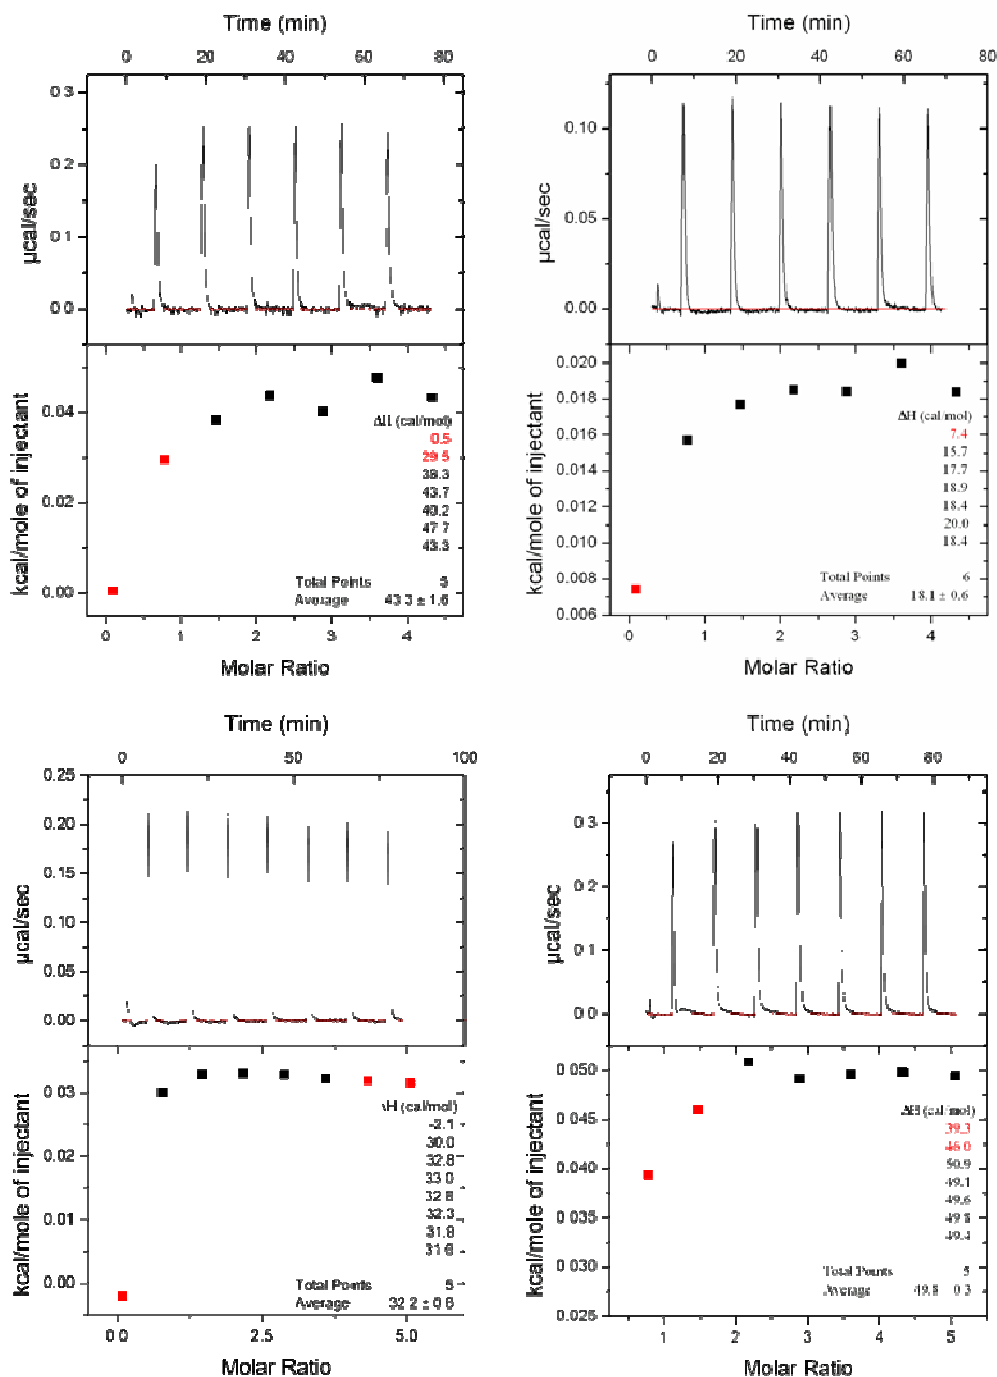 Time (min)
0 20 40 60 80
0.3
0.2
0.1
0.0
µcal/sec
0.04
0.02
0.00
kcal/mole of injectant
ΔH (cal/mol)
0.5
29.5
38.3
43.7
40.2
47.7
43.3
Total Points 5
Average 43.3 ± 1.6
0 1 2 3 4
Molar Ratio
Time (min)
0 20 40 60 80
0.10
0.05
0.00
µcal/sec
0.020
0.018
0.016
0.014
0.012
0.010
0.008
0.006
kcal/mole of injectant
ΔH (cal/mol)
7.4
15.7
17.7
18.9
18.4
20.0
18.4
Total Points 6
Average 18.1 ± 0.6
0 1 2 3 4
Molar Ratio
Time (min)
0 50 100
0.25
0.20
0.15
0.10
0.05
0.00
µcal/sec
0.03
0.02
0.01
0.00
kcal/mole of injectant
ΔH (cal/mol)
-2.1
30.0
32.8
33.0
32.8
32.3
31.8
31.6
Total Points
Average 32.2 ±
0.0 2.5 5.0
Molar Ratio
Time (min)
0 20 40 60 80
0.3
0.2
0.1
0.0
µcal/sec
0.050
0.045
0.040
0.035
0.030
0.025
kcal/mole of injectant
ΔH (cal/mol)
39.3
46.0
50.9
49.1
49.6
49.8
49.4
Total Points 5
Average 49.8 0.3
1 2 3 4 5
Molar Ratio